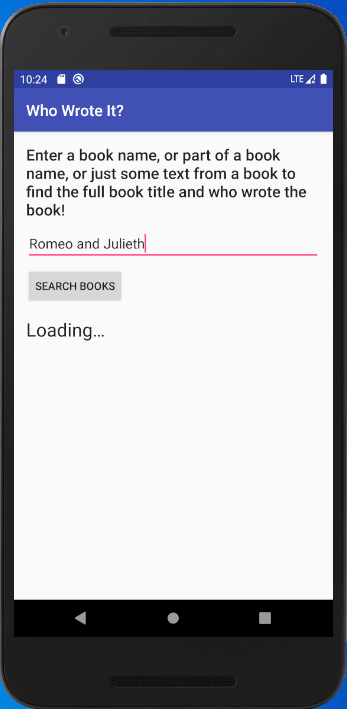 10:24 LTE
Who Wrote It?
Enter a book name, or part of a book
name, or just some text from a book to
find the full book title and who wrote the
book!
Romeo and Julieth
SEARCH BOOKS
Loading...